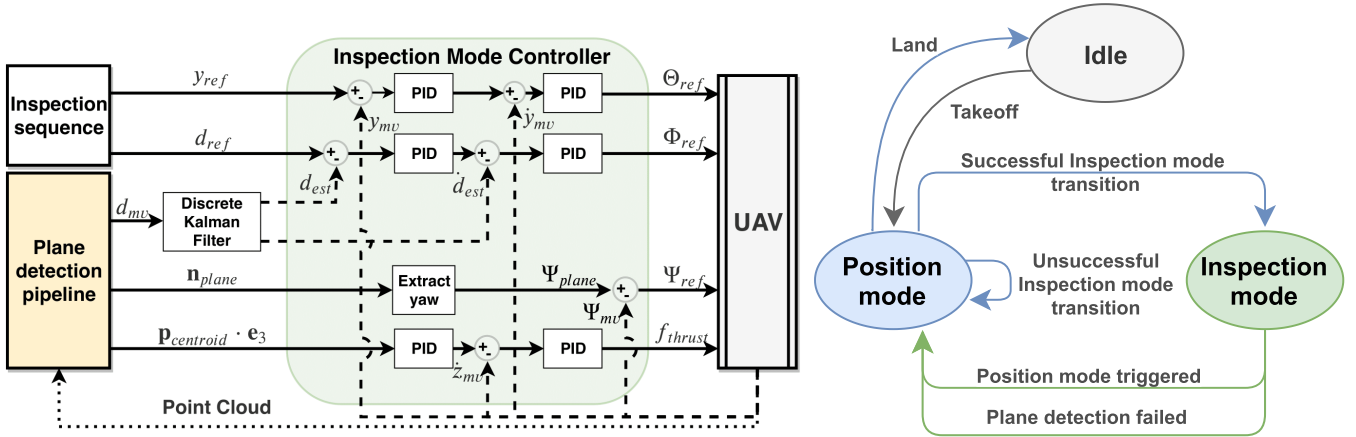 Inspection Mode Controller
Inspection
sequence
y_ref
+
-
PID
+
-
PID
Θ_ref
y_mv
ẏ_mv
d_ref
+
-
PID
+
-
PID
Φ_ref
d_est
ḋ_est
Plane
detection
pipeline
d_mv
Discrete
Kalman
Filter
n_plane
Extract
yaw
Ψ_plane
+
-
Ψ_ref
Ψ_mv
p_centroid · e_3
PID
+
-
PID
f_thrust
ż_mv
UAV
Point Cloud
Idle
Land
Takeoff
Successful Inspection mode
transition
Position
mode
Unsuccessful
Inspection mode
transition
Inspection
mode
Position mode triggered
Plane detection failed